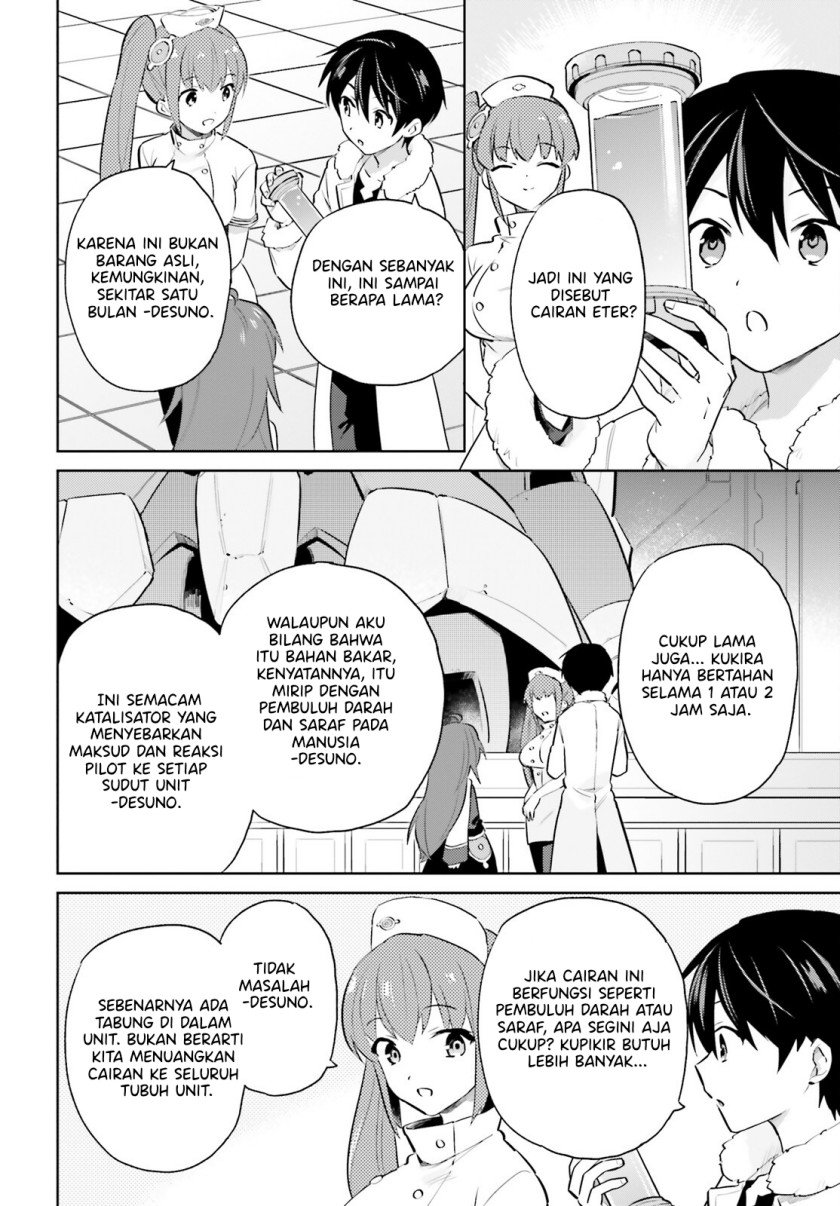 JADI INI YANG
DISEBUT
CAIRAN ETER?
DENGAN SEBANYAK
INI, INI SAMPAI
BERAPA LAMA?
KARENA INI BUKAN
BARANG ASLI,
KEMUNGKINAN,
SEKITAR SATU
BULAN -DESUNO.
CUKUP LAMA
JUGA... KUKIRA
HANYA BERTAHAN
SELAMA 1 ATAU 2
JAM SAJA.
WALAUPUN AKU
BILANG BAHWA
ITU BAHAN BAKAR,
KENYATANNYA, ITU
MIRIP DENGAN
PEMBULUH DARAH
DAN SARAF PADA
MANUSIA
-DESUNO.
INI SEMACAM
KATALISATOR YANG
MENYEBARKAN
MAKSUD DAN REAKSI
PILOT KE SETIAP
SUDUT UNIT
-DESUNO.
JIKA CAIRAN INI
BERFUNGSI SEPERTI
PEMBULUH DARAH ATAU
SARAF, APA SEGINI AJA
CUKUP? KUPIKIR BUTUH
LEBIH BANYAK...
TIDAK
MASALAH
-DESUNO.
SEBENARNYA ADA
TABUNG DI DALAM
UNIT. BUKAN BERARTI
KITA MENUANGKAN
CAIRAN KE SELURUH
TUBUH UNIT.